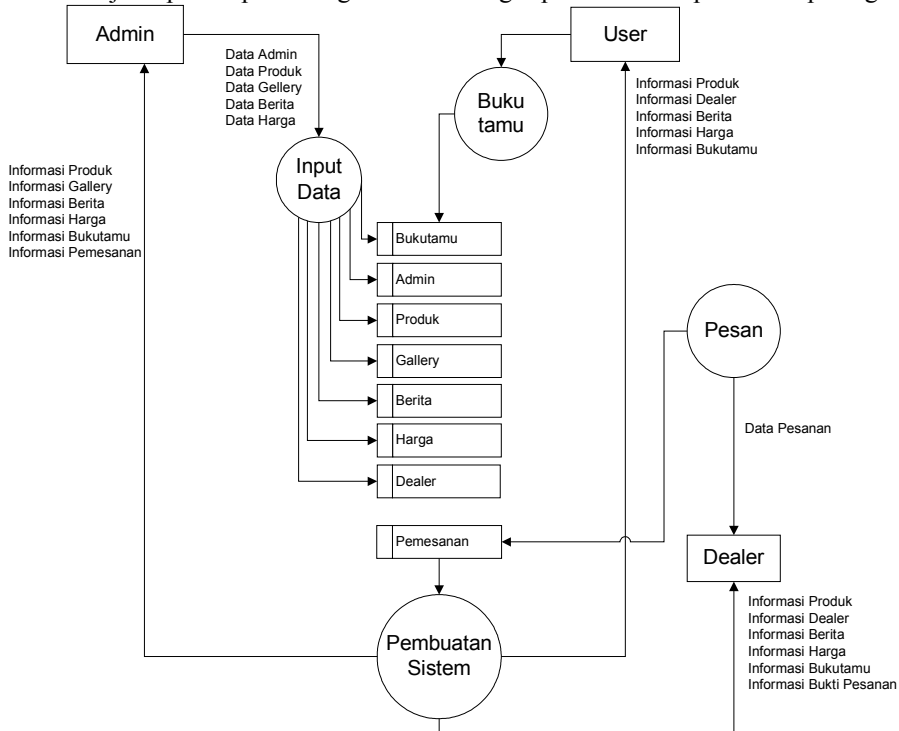 Admin
User
Data Admin
Data Produk
Data Gellery
Data Berita
Data Harga
Buku
tamu
Informasi Produk
Informasi Dealer
Informasi Berita
Informasi Harga
Informasi Bukutamu
Input
Data
Informasi Produk
Informasi Gallery
Informasi Berita
Informasi Harga
Informasi Bukutamu
Informasi Pemesanan
Bukutamu
Admin
Produk
Gallery
Berita
Harga
Dealer
Pesan
Data Pesanan
Pemesanan
Dealer
Informasi Produk
Informasi Dealer
Informasi Berita
Informasi Harga
Informasi Bukutamu
Informasi Bukti Pesanan
Pembuatan
Sistem